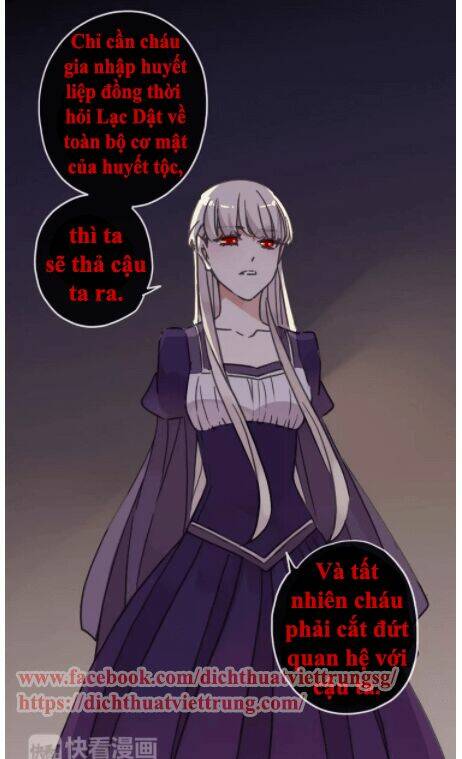 Chỉ cần cháu
gia nhập huyết
liệp đồng thời
hỏi Lạc Dật về
toàn bộ cơ mật
của huyết tộc,
thì ta
sẽ thả cậu
ta ra.
Và tất
nhiên cháu
phải cắt đứt
quan hệ với
cậu ta.
www.facebook.com/dichthuatviettrungsg/
https://dichthuatviettrung.com/
快看漫画